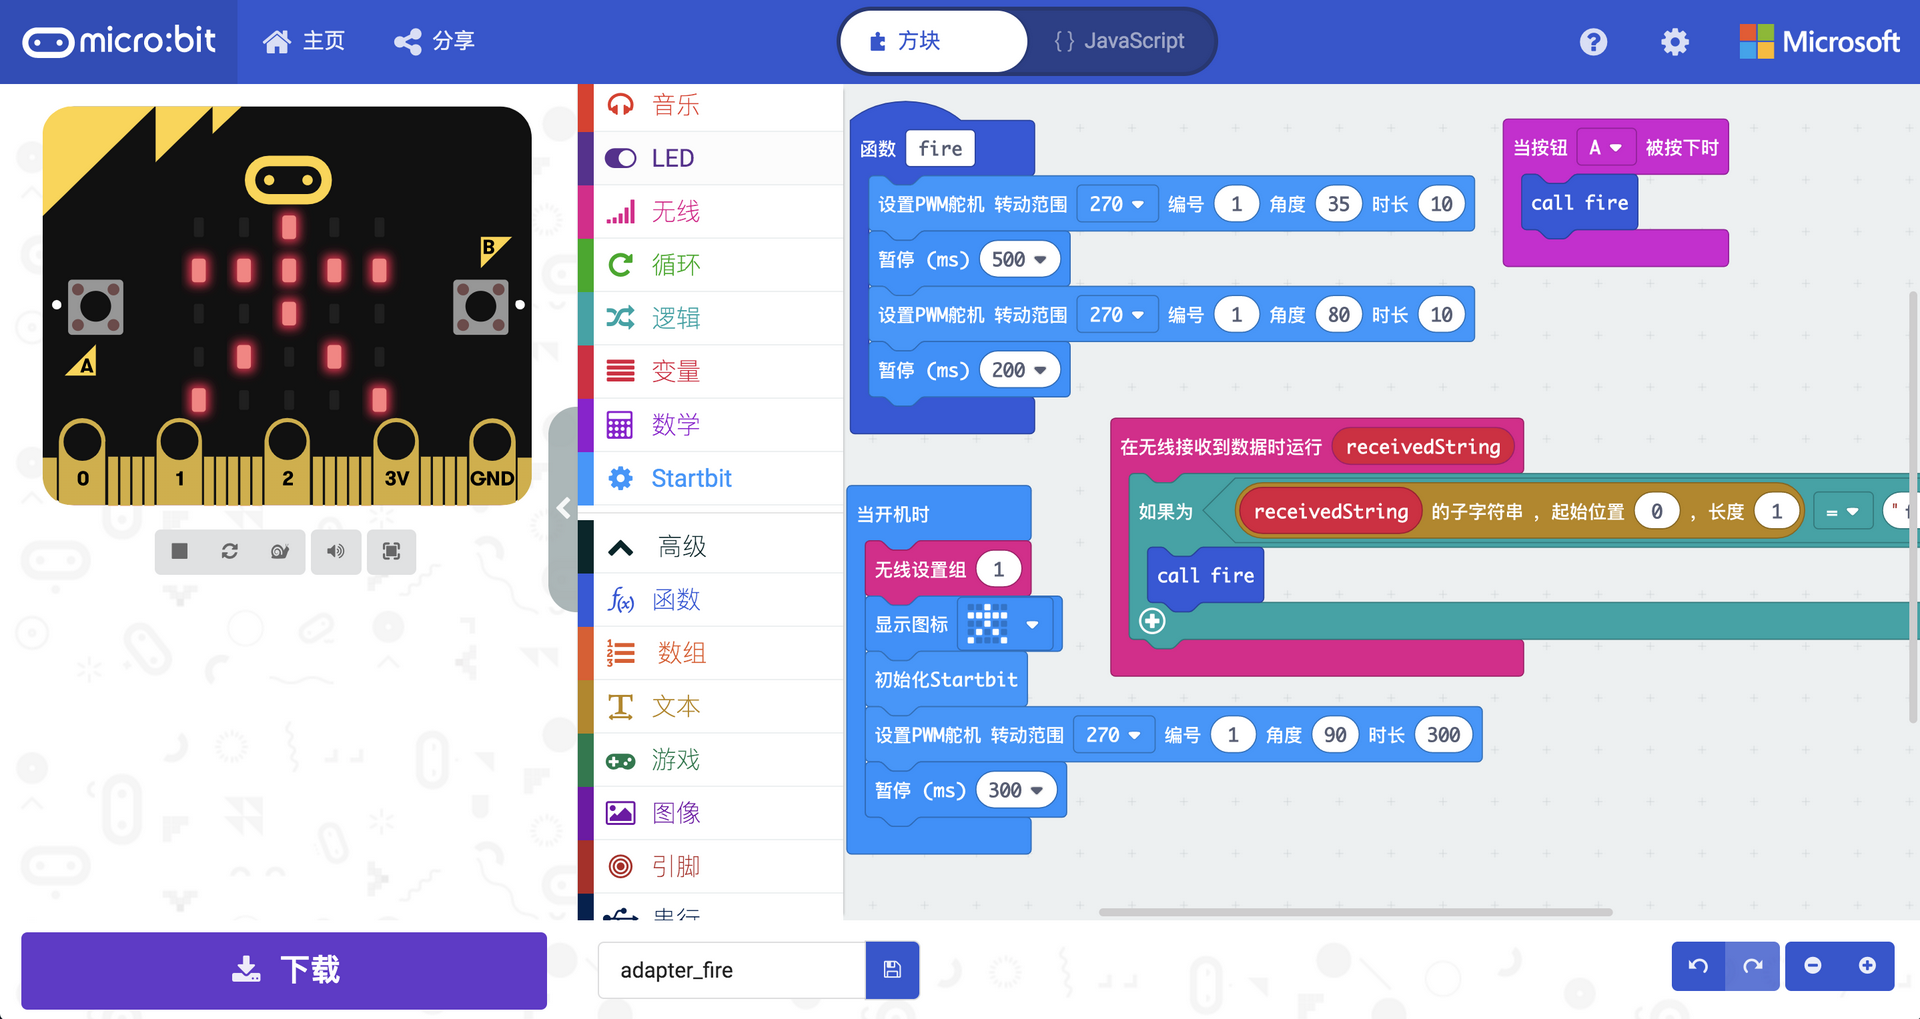 micro:bit
主页
分享
方块
{} JavaScript
Microsoft
B
A
0
1
2
3V
GND
音乐
LED
无线
循环
逻辑
变量
数学
Startbit
高级
函数
数组
文本
游戏
图像
引脚
串行
函数 fire
设置PWM舵机 转动范围 270 编号 1 角度 35 时长 10
暂停 (ms) 500
设置PWM舵机 转动范围 270 编号 1 角度 80 时长 10
暂停 (ms) 200
当按钮 A 被按下时
call fire
在无线接收到数据时运行 receivedString
如果为 receivedString 的子字符串 , 起始位置 0 , 长度 1 = "
call fire
当开机时
无线设置组 1
显示图标
初始化Startbit
设置PWM舵机 转动范围 270 编号 1 角度 90 时长 300
暂停 (ms) 300
下载
adapter_fire